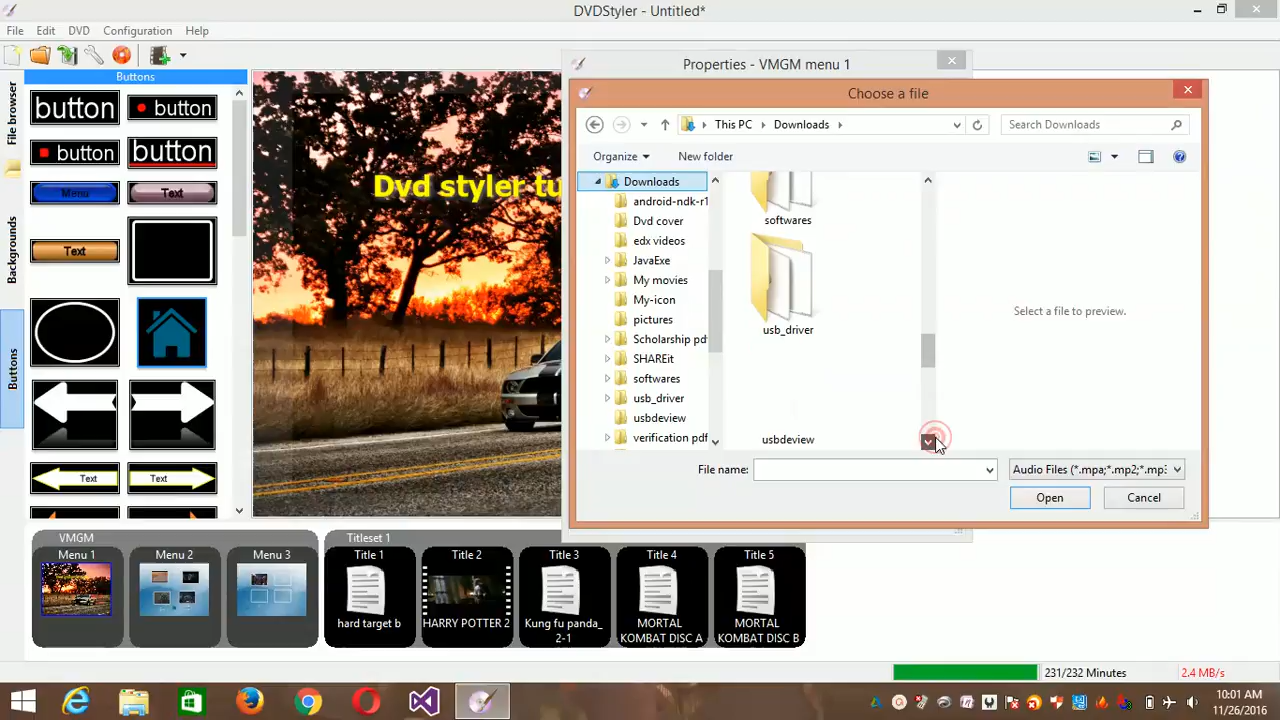 DVDStyler - Untitled*
File Edit DVD Configuration Help
Buttons
File browser
Backgrounds
Buttons
button
button
button
button
Menu
Text
Text
Text
Text
Dvd styler tu
Properties - VMGM menu 1
Choose a file
This PC Downloads
Search Downloads
Organize New folder
Downloads
android-ndk-r1
Dvd cover
edx videos
JavaExe
My movies
My-icon
pictures
Scholarship pdf
SHAREit
softwares
usb_driver
usbdeview
verification pdf
softwares
usb_driver
usbdeview
Select a file to preview.
File name:
Audio Files (*.mpa;*.mp2;*.mp3
Open Cancel
VMGM
Titleset 1
Menu 1 Menu 2 Menu 3 Title 1 Title 2 Title 3 Title 4 Title 5
hard target b
HARRY POTTER 2
Kung fu panda_
2-1
MORTAL
KOMBAT DISC A
MORTAL
KOMBAT DISC B
231/232 Minutes
2.4 MB/s
10:01 AM
11/26/2016